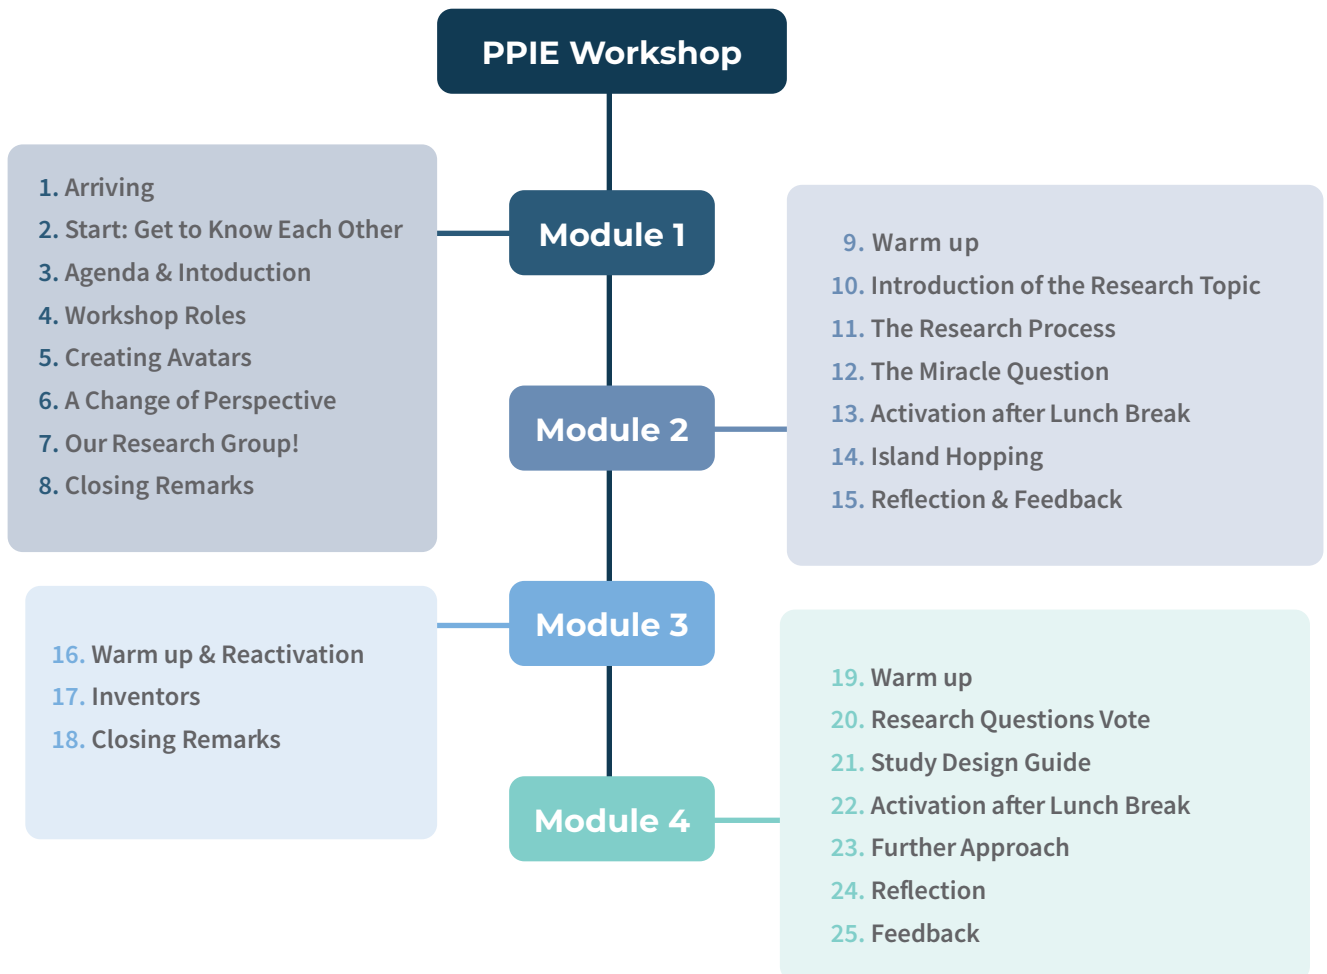 PPIE Workshop
Module 1
1. Arriving
2. Start: Get to Know Each Other
3. Agenda & Intoduction
4. Workshop Roles
5. Creating Avatars
6. A Change of Perspective
7. Our Research Group!
8. Closing Remarks
Module 2
9. Warm up
10. Introduction of the Research Topic
11. The Research Process
12. The Miracle Question
13. Activation after Lunch Break
14. Island Hopping
15. Reflection & Feedback
Module 3
16. Warm up & Reactivation
17. Inventors
18. Closing Remarks
Module 4
19. Warm up
20. Research Questions Vote
21. Study Design Guide
22. Activation after Lunch Break
23. Further Approach
24. Reflection
25. Feedback